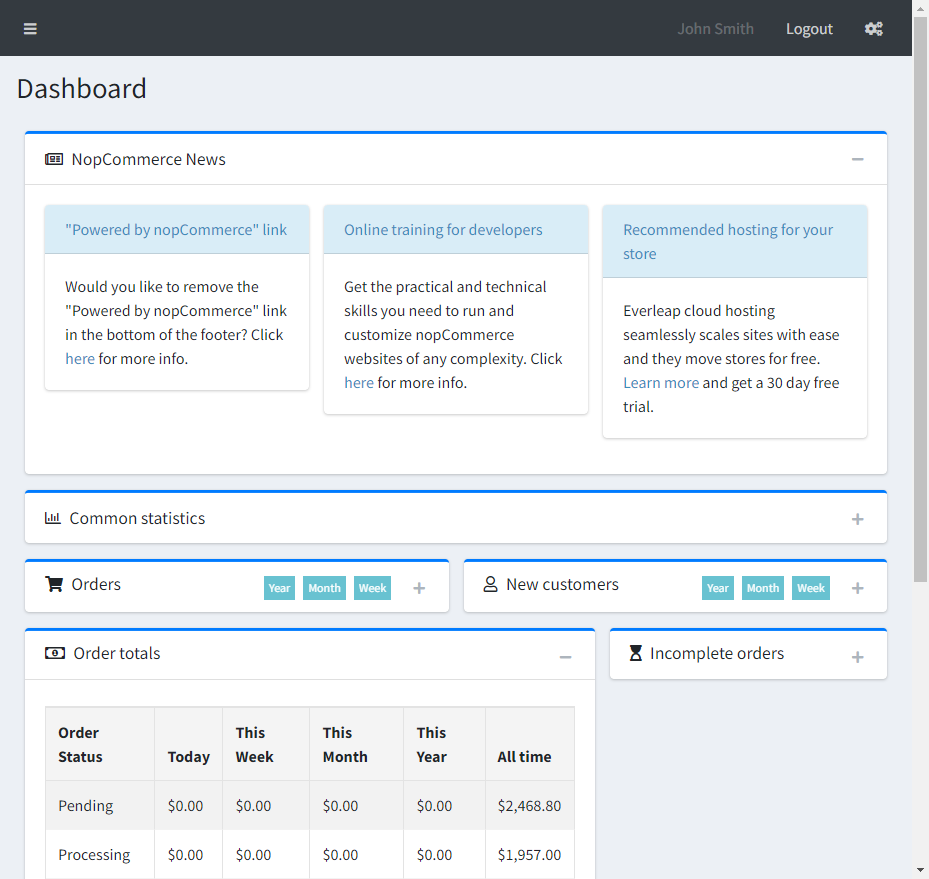 John Smith Logout
Dashboard
NopCommerce News
"Powered by nopCommerce" link
Would you like to remove the
"Powered by nopCommerce" link
in the bottom of the footer? Click
here for more info.
Online training for developers
Get the practical and technical
skills you need to run and
customize nopCommerce
websites of any complexity. Click
here for more info.
Recommended hosting for your
store
Everleap cloud hosting
seamlessly scales sites with ease
and they move stores for free.
Learn more and get a 30 day free
trial.
Common statistics
Orders Year Month Week
New customers Year Month Week
Order totals
Incomplete orders
Order Status Today This Week This Month This Year All time
Pending $0.00 $0.00 $0.00 $0.00 $2,468.80
Processing $0.00 $0.00 $0.00 $0.00 $1,957.00